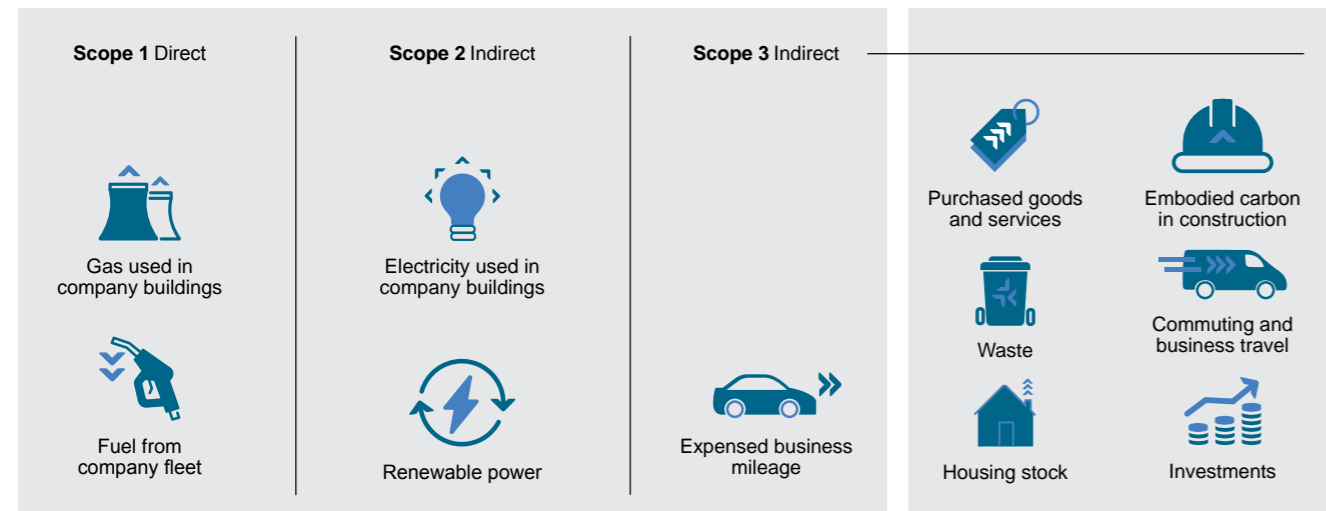 Scope 1 Direct
Scope 2 Indirect
Scope 3 Indirect
Gas used in
company buildings
Fuel from
company fleet
Electricity used in
company buildings
Renewable power
Expensed business
mileage
Purchased goods
and services
Embodied carbon
in construction
Waste
Commuting and
business travel
Housing stock
Investments